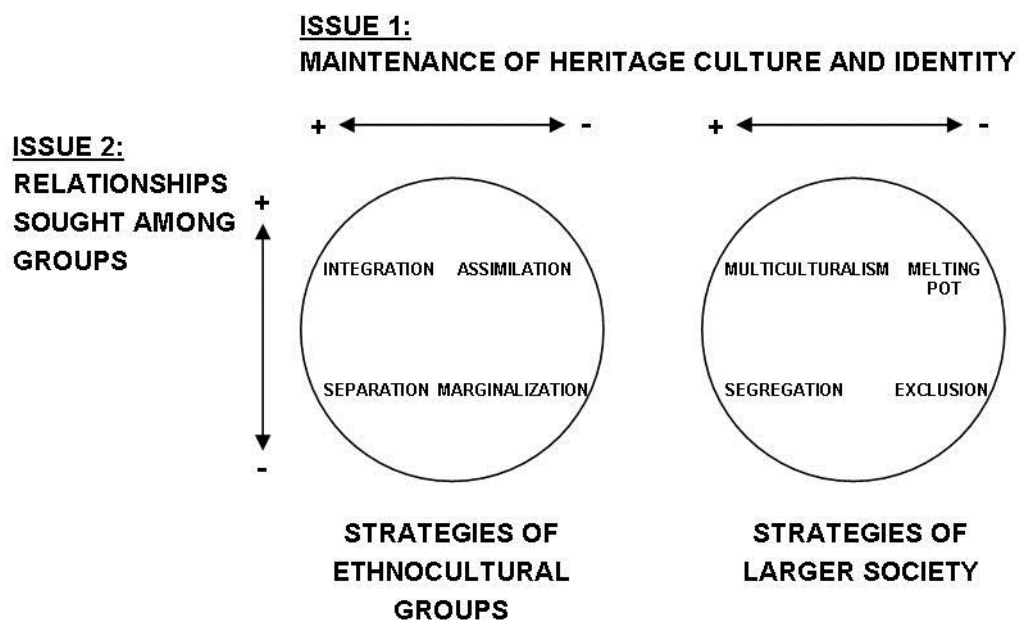 ISSUE 1:
MAINTENANCE OF HERITAGE CULTURE AND IDENTITY
+ -
+ -
ISSUE 2:
RELATIONSHIPS
SOUGHT AMONG
GROUPS
+
-
INTEGRATION ASSIMILATION
SEPARATION MARGINALIZATION
MULTICULTURALISM MELTING
POT
SEGREGATION EXCLUSION
STRATEGIES OF
ETHNOCULTURAL
GROUPS
STRATEGIES OF
LARGER SOCIETY